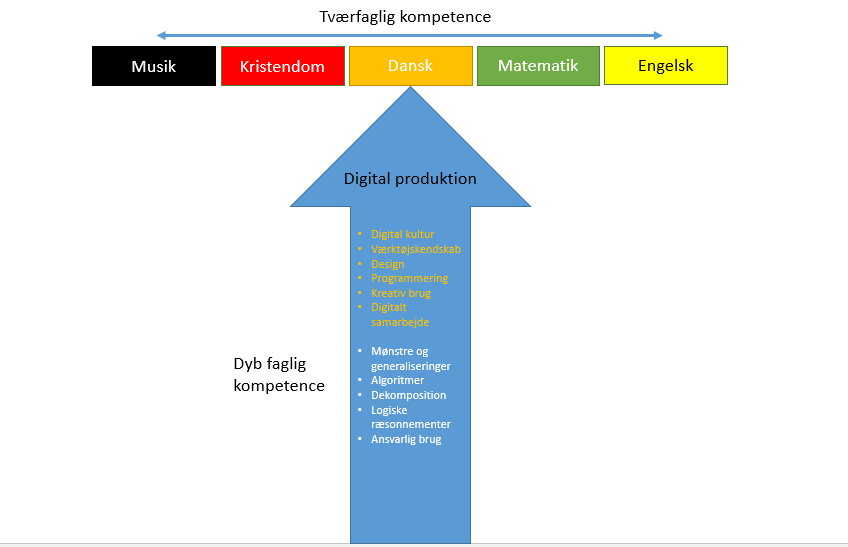 Tværfaglig kompetence
Musik
Kristendom
Dansk
Matematik
Engelsk
Digital produktion
• Digital kultur
• Værktøjskendskab
• Design
• Programmering
• Kreativ brug
• Digitalt
samarbejde
• Mønstre og
generaliseringer
• Algoritmer
• Dekomposition
• Logiske
ræsonnementer
• Ansvarlig brug
Dyb faglig
kompetence